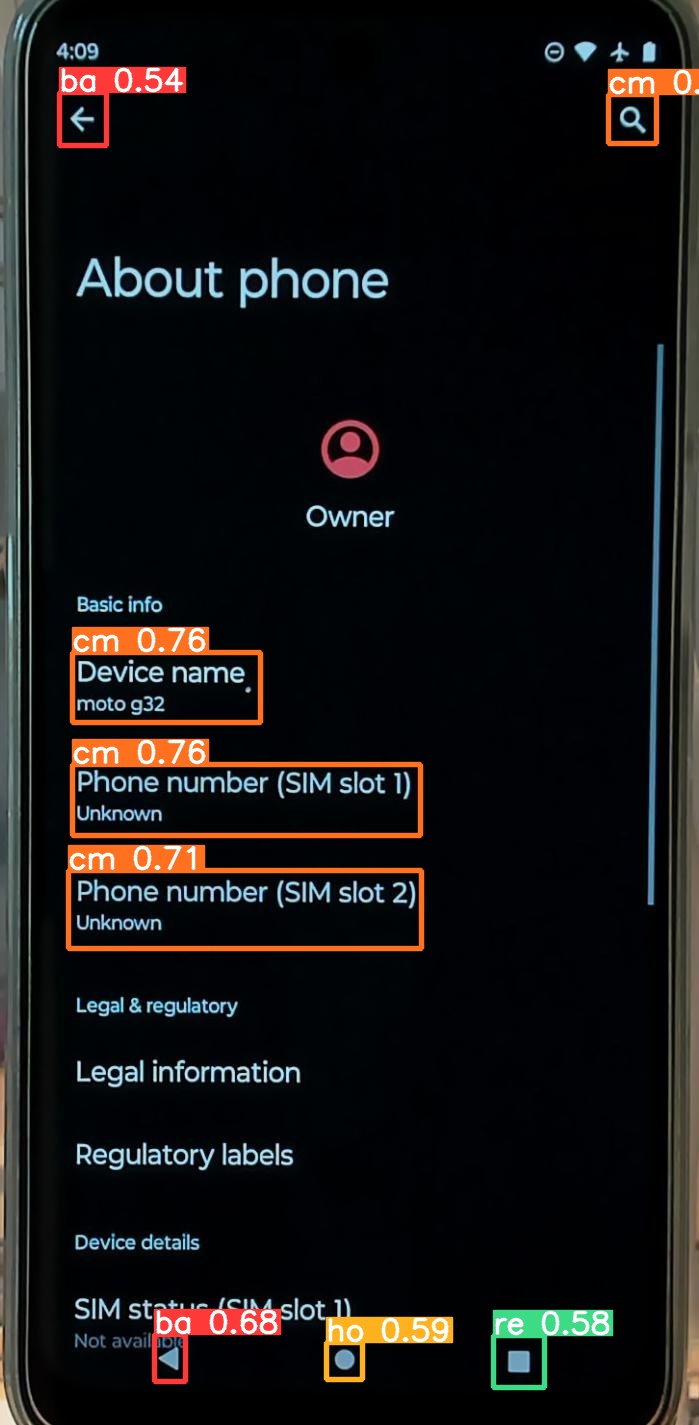 4:09
ba 0.54
cm 0.
About phone
Owner
Basic info
cm 0.76
Device name
moto g32
cm 0.76
Phone number (SIM slot 1)
Unknown
cm 0.71
Phone number (SIM slot 2)
Unknown
Legal & regulatory
Legal information
Regulatory labels
Device details
SIM status (SIM slot 1)
Not available
ba 0.68
ho 0.59
re 0.58